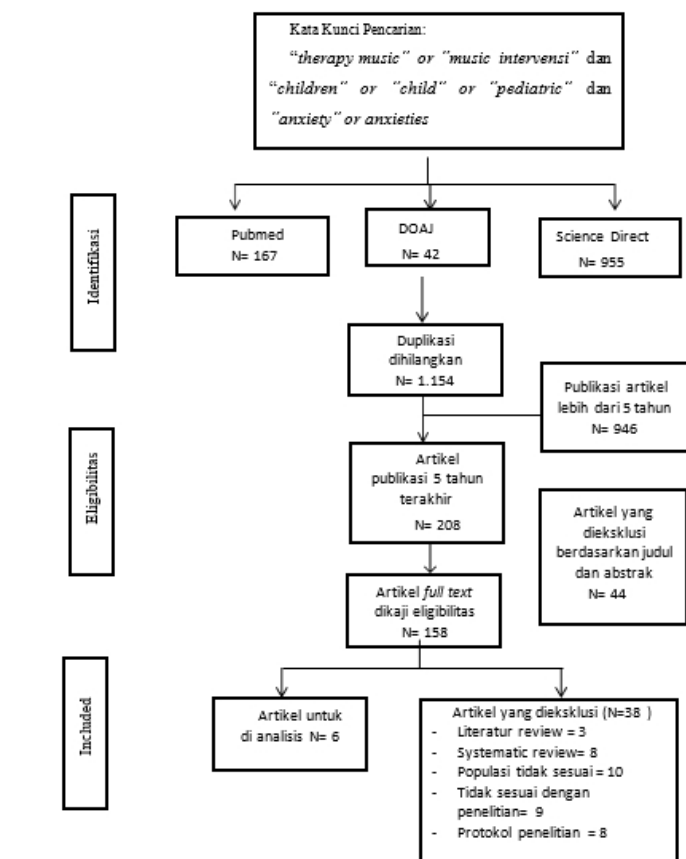 Kata Kunci Pencarian:
“therapy music” or “music intervensi” dan
“children” or “child” or “pediatric” dan
“anxiety” or anxieties
Identifikasi
Pubmed
N= 167
DOAJ
N= 42
Science Direct
N= 955
Duplikasi
dihilangkan
N= 1.154
Publikasi artikel
lebih dari 5 tahun
N= 946
Eligibilitas
Artikel
publikasi 5 tahun
terakhir
N= 208
Artikel yang
dieksklusi
berdasarkan judul
dan abstrak
N= 44
Artikel full text
dikaji eligibilitas
N= 158
Included
Artikel untuk
di analisis N= 6
Artikel yang dieksklusi (N=38 )
- Literatur review = 3
- Systematic review= 8
- Populasi tidak sesuai = 10
- Tidak sesuai dengan
penelitian= 9
- Protokol penelitian = 8